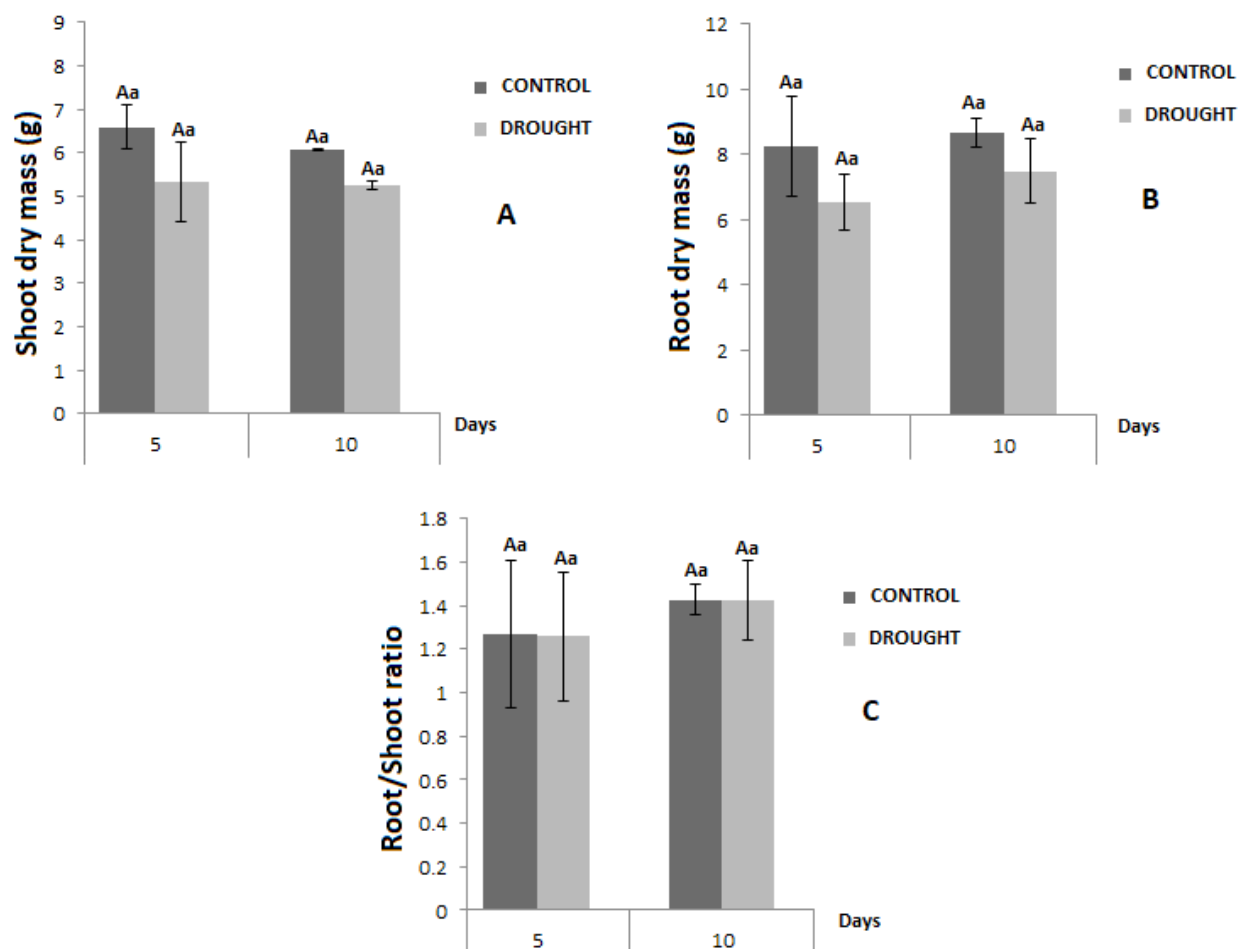 Shoot dry mass (g)
9
8
7
6
5
4
3
2
1
0
Aa
Aa
Aa
Aa
5
10
Days
CONTROL
DROUGHT
A
Root dry mass (g)
12
10
8
6
4
2
0
Aa
Aa
Aa
Aa
5
10
Days
CONTROL
DROUGHT
B
Root/Shoot ratio
1.8
1.6
1.4
1.2
1
0.8
0.6
0.4
0.2
0
Aa
Aa
Aa
Aa
5
10
Days
CONTROL
DROUGHT
C